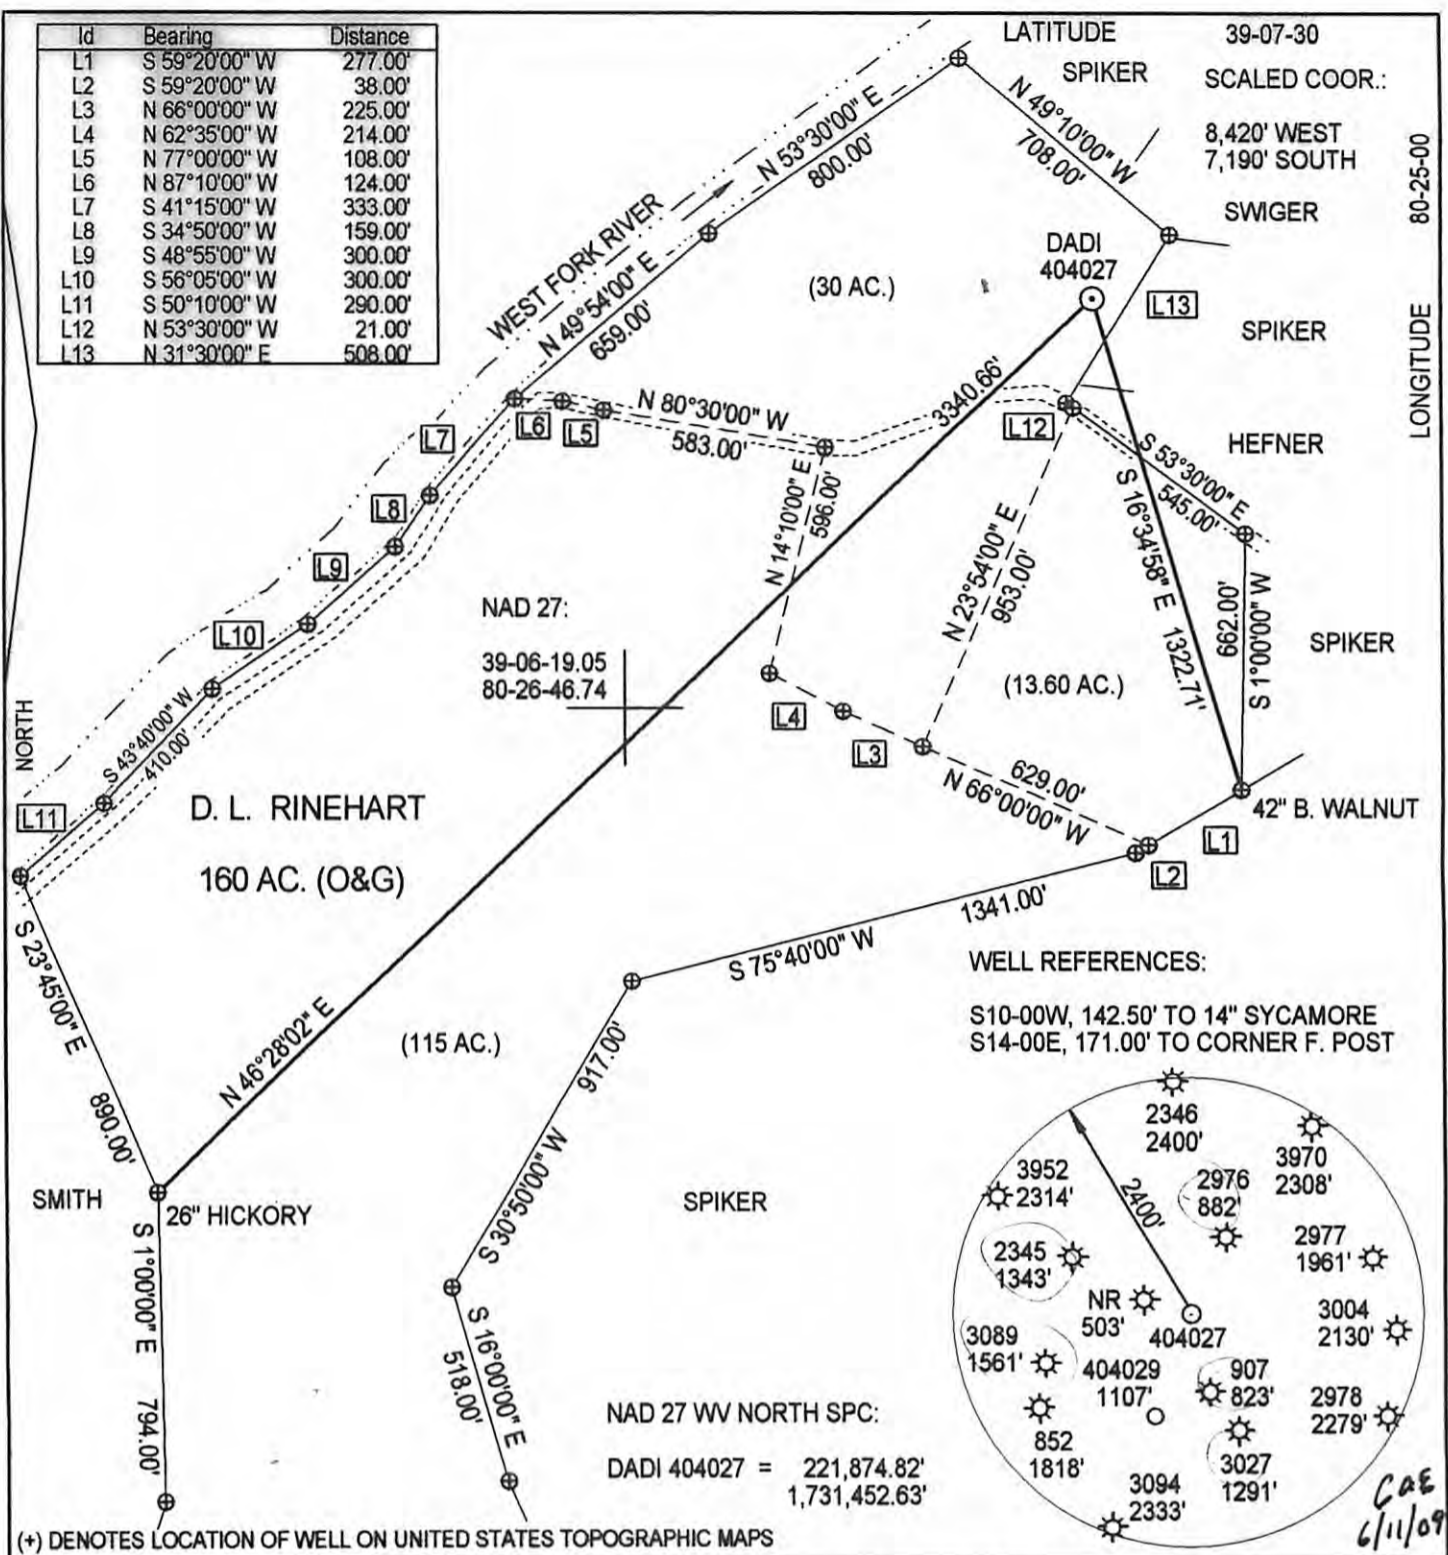 Id Bearing Distance
L1 S 59°20'00" W 277.00'
L2 S 59°20'00" W 38.00'
L3 N 66°00'00" W 225.00'
L4 N 62°35'00" W 214.00'
L5 N 77°00'00" W 108.00'
L6 N 87°10'00" W 124.00'
L7 S 41°15'00" W 333.00'
L8 S 34°50'00" W 159.00'
L9 S 48°55'00" W 300.00'
L10 S 56°05'00" W 300.00'
L11 S 50°10'00" W 290.00'
L12 N 53°30'00" W 21.00'
L13 N 31°30'00" E 508.00'
LATITUDE 39-07-30
SPIKER
SCALED COOR.:
8,420' WEST
7,190' SOUTH
LONGITUDE 80-25-00
N 53°30'00" E
800.00'
N 49°10'00" W
708.00'
SWIGER
WEST FORK RIVER
N 49°54'00" E
659.00'
(30 AC.)
DADI
404027
L13
SPIKER
3340.66'
L7
L6
L5
N 80°30'00" W
583.00'
L12
HEFNER
S 53°30'00" E
545.00'
L8
L9
L10
N 14°10'00" E
596.00'
N 23°54'00" E
953.00'
S 16°34'58" E 1322.71'
662.00'
S 1°00'00" W
SPIKER
NAD 27:
39-06-19.05
80-26-46.74
(13.60 AC.)
L4
L3
629.00'
N 66°00'00" W
NORTH
S 43°40'00" W
410.00'
L11
42" B. WALNUT
L1
L2
D. L. RINEHART
160 AC. (O&G)
1341.00'
S 75°40'00" W
S 23°45'00" E
890.00'
N 46°28'02" E
(115 AC.)
917.00'
S 30°50'00" W
WELL REFERENCES:
S10-00W, 142.50' TO 14" SYCAMORE
S14-00E, 171.00' TO CORNER F. POST
SMITH
26" HICKORY
SPIKER
S 1°00'00" E 794.00'
S 16°00'00" E
518.00'
2346
2400'
3970
2308'
3952
2314'
2400'
2976
882'
2977
1961'
2345
1343'
NR
503'
404027
3004
2130'
3089
1561'
404029
1107'
907
823'
2978
2279'
852
1818'
3027
1291'
3094
2333'
NAD 27 WV NORTH SPC:
DADI 404027 = 221,874.82'
1,731,452.63'
CAE
6/11/09
(+) DENOTES LOCATION OF WELL ON UNITED STATES TOPOGRAPHIC MAPS